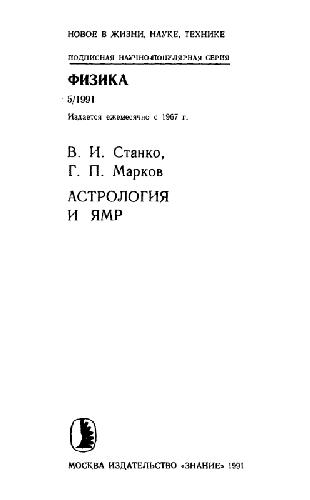 НОВОЕ В ЖИЗНИ, НАУКЕ, ТЕХНИКЕ
ПОДПИСНАЯ НАУЧНО-ПОПУЛЯРНАЯ СЕРИЯ
ФИЗИКА
5/1991
Издается ежемесячно с 1967 г.
В. И. Станко,
Г. П. Марков
АСТРОЛОГИЯ
И ЯМР
МОСКВА ИЗДАТЕЛЬСТВО «ЗНАНИЕ» 1991